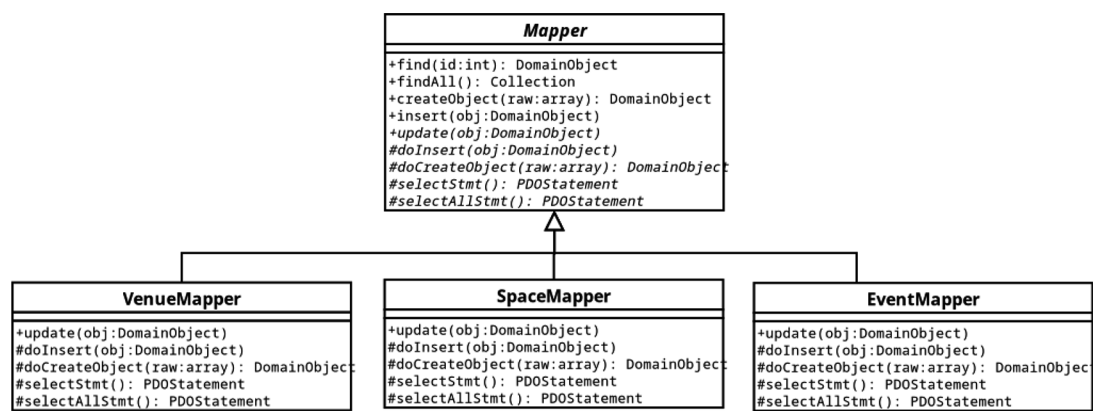 Mapper
+find(id:int): DomainObject
+findAll(): Collection
+createObject(raw:array): DomainObject
+insert(obj:DomainObject)
+update(obj:DomainObject)
#doInsert(obj:DomainObject)
#doCreateObject(raw:array): DomainObject
#selectStmt(): PDOStatement
#selectAllStmt(): PDOStatement
VenueMapper
+update(obj:DomainObject)
#doInsert(obj:DomainObject)
#doCreateObject(raw:array): DomainObject
#selectStmt(): PDOStatement
#selectAllStmt(): PDOStatement
SpaceMapper
+update(obj:DomainObject)
#doInsert(obj:DomainObject)
#doCreateObject(raw:array): DomainObject
#selectStmt(): PDOStatement
#selectAllStmt(): PDOStatement
EventMapper
+update(obj:DomainObject)
#doInsert(obj:DomainObject)
#doCreateObject(raw:array): DomainObject
#selectStmt(): PDOStatement
#selectAllStmt(): PDOStatement